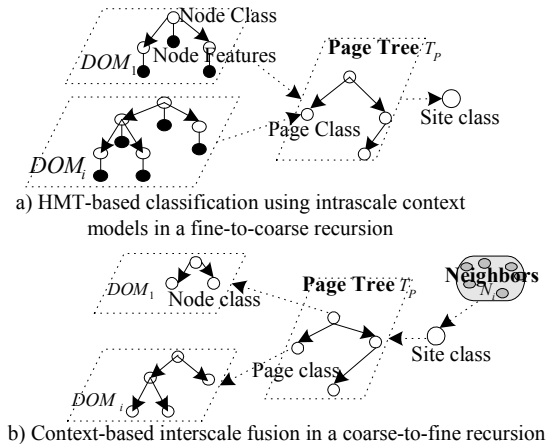 Node Class
DOM1
Node Features
Page Tree TP
Page Class
Site class
DOMi
a) HMT-based classification using intrascale context
models in a fine-to-coarse recursion
Neighbors
Ni
Page Tree TP
DOM1
Node class
Page class
Site class
DOM i
b) Context-based interscale fusion in a coarse-to-fine recursion